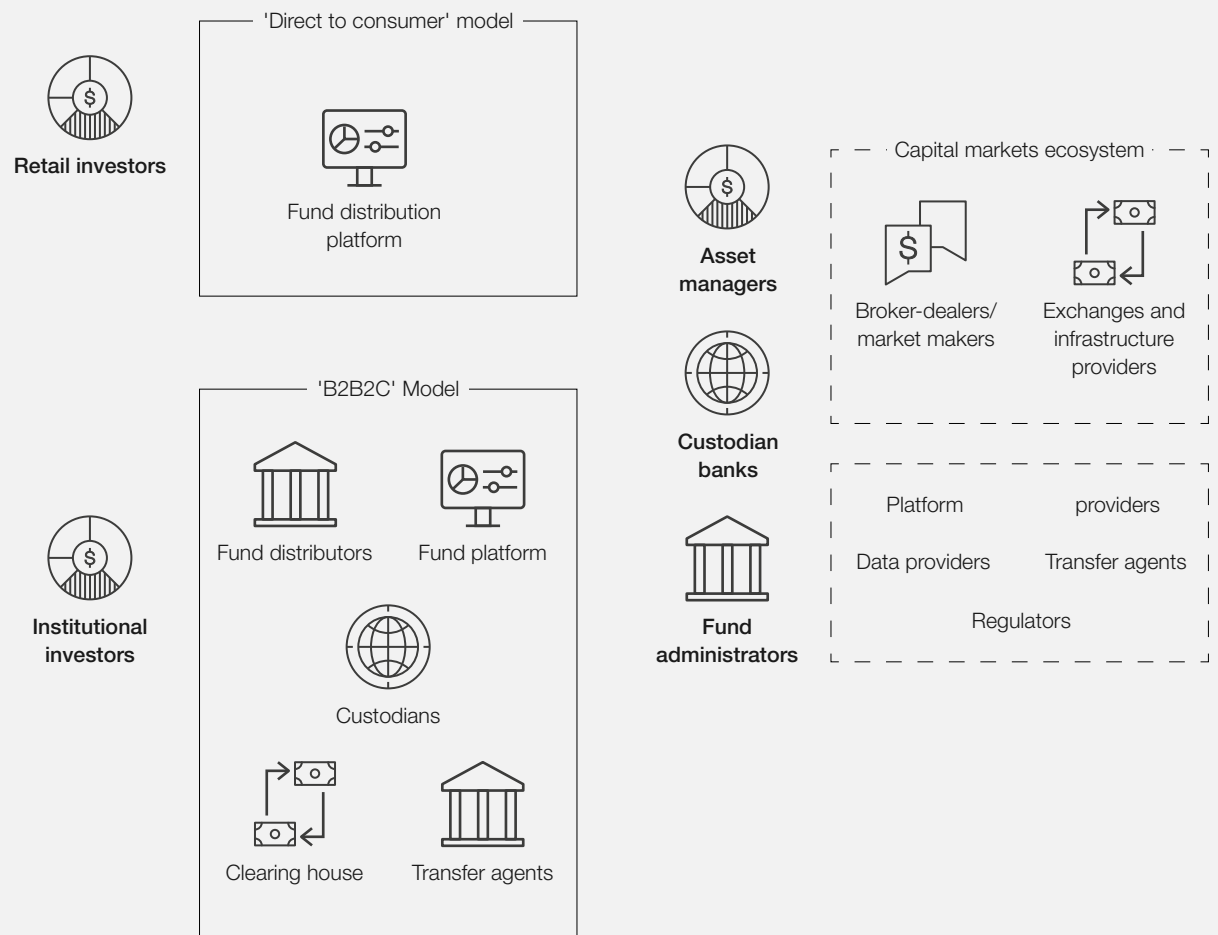 'Direct to consumer' model
Retail investors
$
Fund distribution
platform
'B2B2C' Model
Fund distributors
Fund platform
$
Institutional
investors
Custodians
Clearing house
Transfer agents
$
Asset
managers
Custodian
banks
Fund
administrators
Capital markets ecosystem
$
Broker-dealers/
market makers
Exchanges and
infrastructure
providers
Platform providers
Data providers
Transfer agents
Regulators